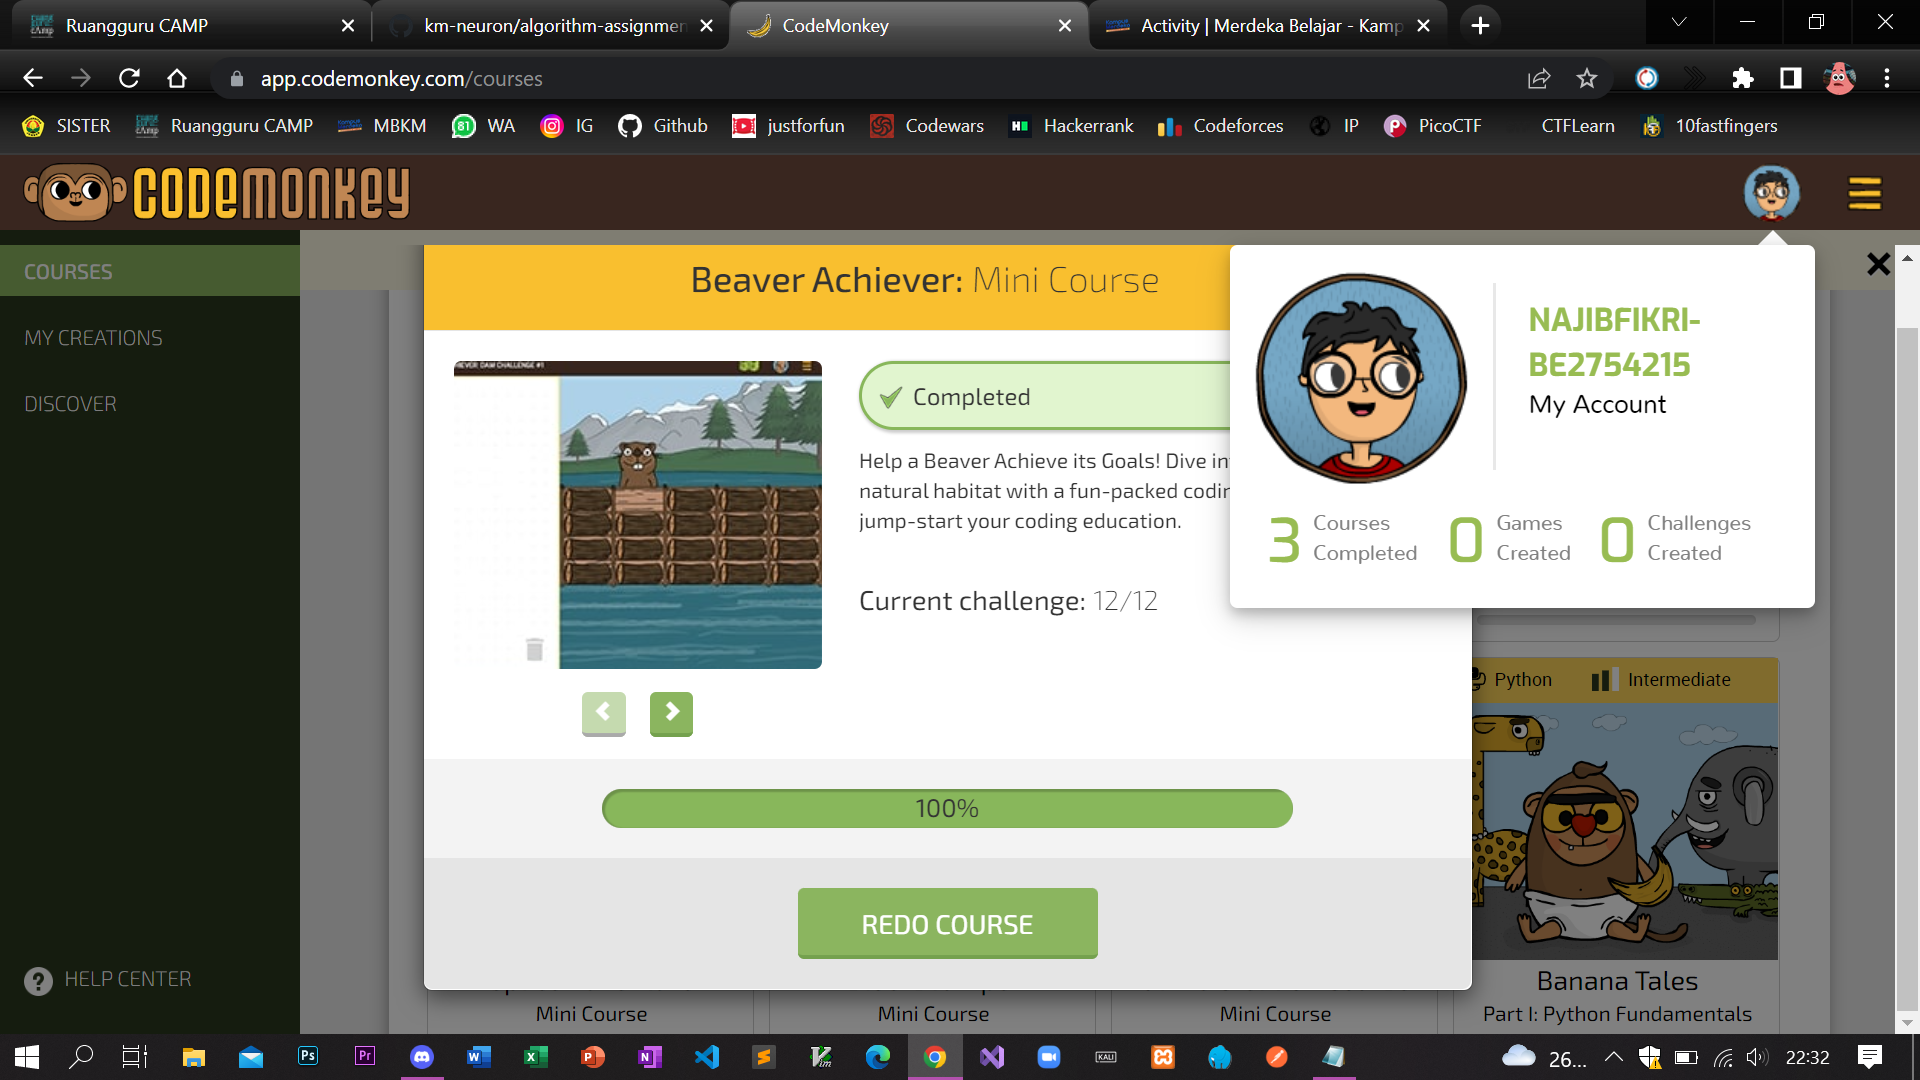 Ruangguru CAMP
km-neuron/algorithm-assignmen
CodeMonkey
Activity | Merdeka Belajar - Kamp
app.codemonkey.com/courses
SISTER
Ruangguru CAMP
MBKM
WA
IG
Github
justforfun
Codewars
Hackerrank
Codeforces
IP
PicoCTF
CTFLearn
10fastfingers
CODEMONKEY
COURSES
MY CREATIONS
DISCOVER
HELP CENTER
Beaver Achiever: Mini Course
Completed
Help a Beaver Achieve its Goals! Dive in
natural habitat with a fun-packed codin
jump-start your coding education.
Current challenge: 12/12
100%
REDO COURSE
NAJIBFIKRI-
BE2754215
My Account
3 Courses Completed
0 Games Created
0 Challenges Created
Python
Intermediate
Banana Tales
Part I: Python Fundamentals
Mini Course
Mini Course
Mini Course
26...
22:32